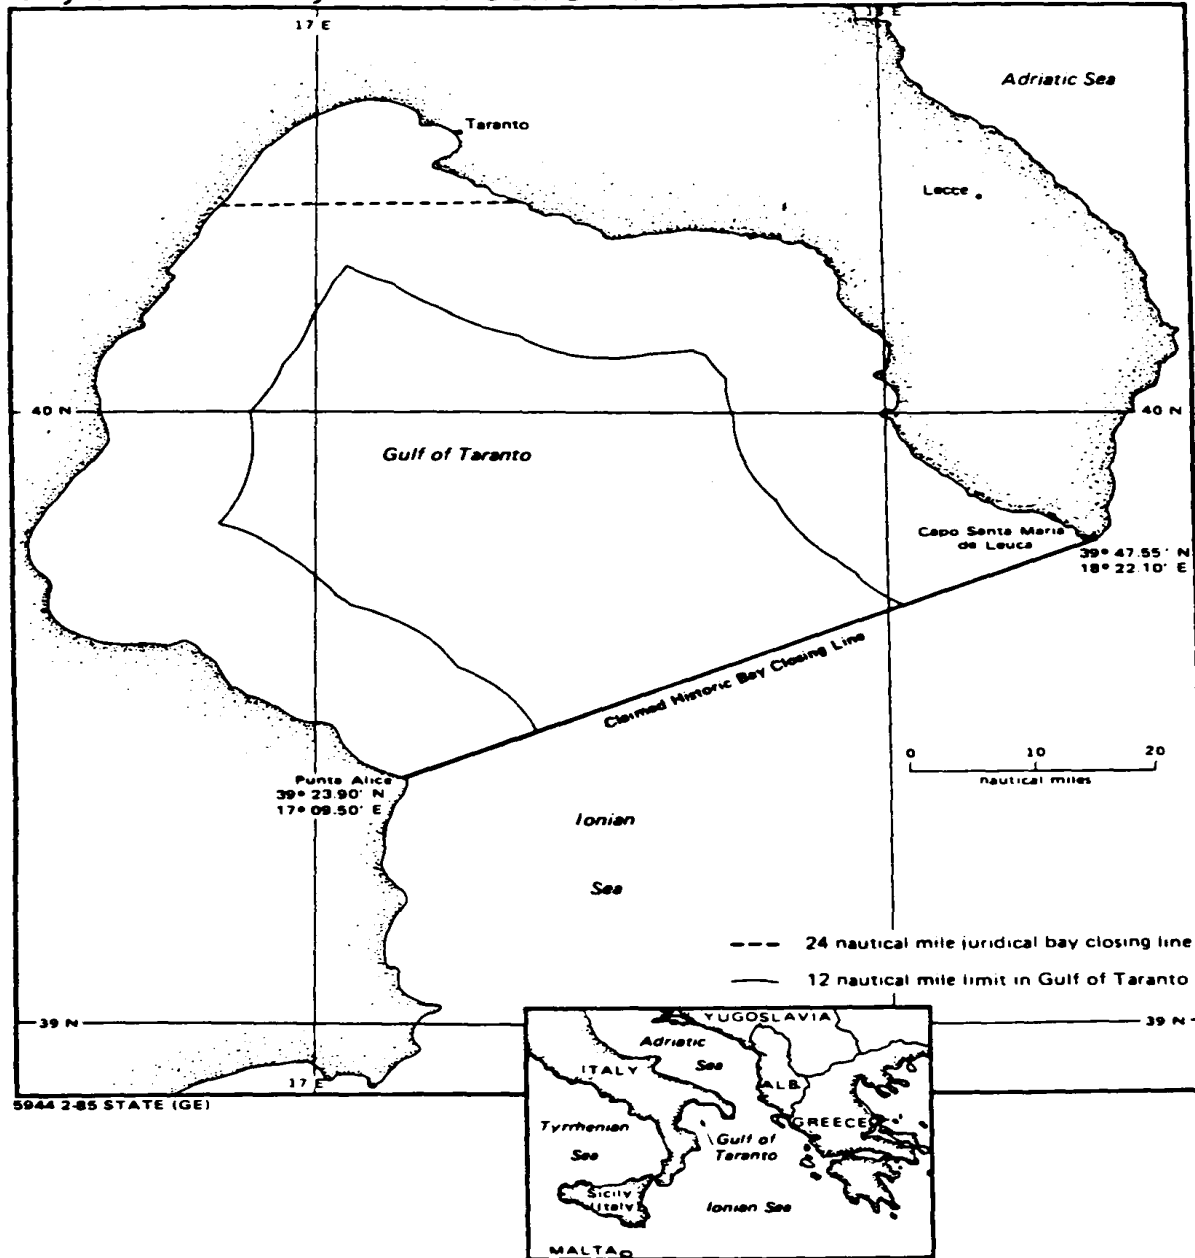 17 E
18 E
Adriatic Sea
Taranto
Lecce
40 N
40 N
Gulf of Taranto
Capo Santa Maria
de Leuca
39° 47.55' N
18° 22.10' E
Claimed Historic Bay Closing Line
0 10 20
nautical miles
Punta Alice
39° 23.90' N
17° 09.50' E
Ionian
Sea
24 nautical mile juridical bay closing line
12 nautical mile limit in Gulf of Taranto
39 N
39 N
17 E
5944 2-85 STATE (GE)
YUGOSLAVIA
Adriatic
Sea
ITALY
ALB.
GREECE
Tyrrhenian
Sea
Gulf of
Taranto
Sicily
(Italy)
Ionian Sea
MALTA